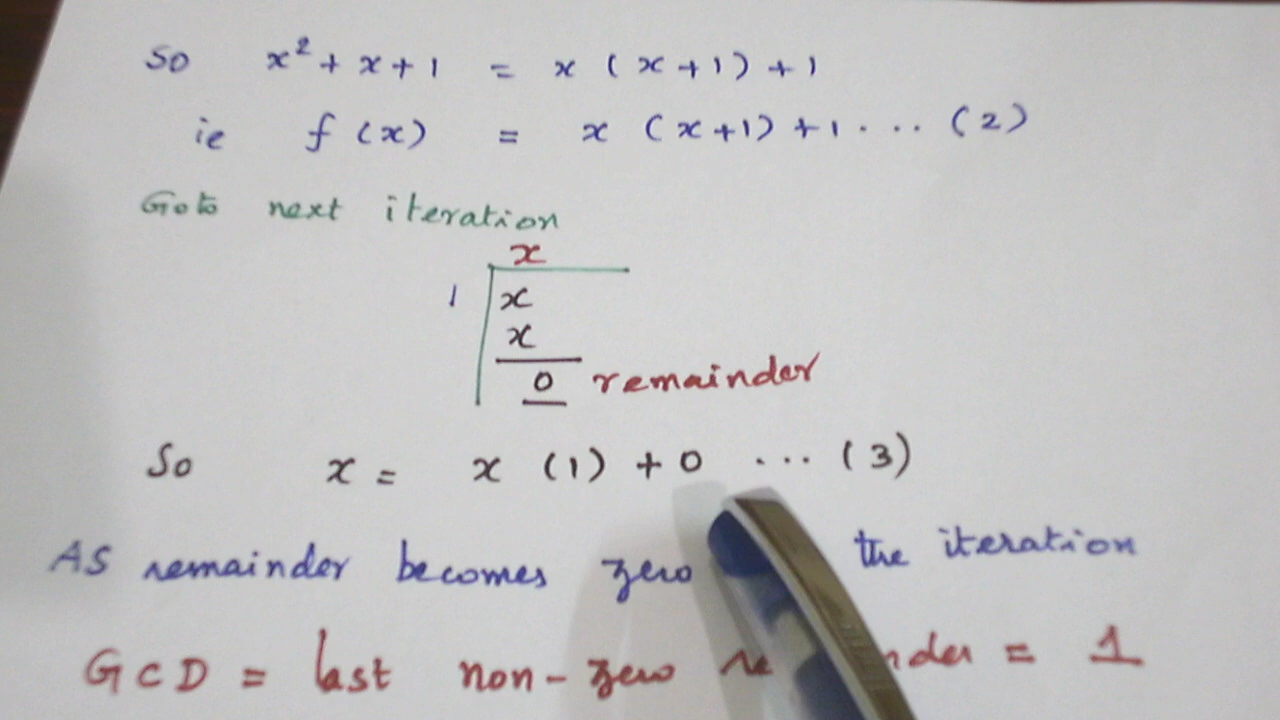 So x² + x + 1 = x (x + 1) + 1
ie f(x) = x (x+1) + 1 . ... (2)
Goto next iteration
x
1 x
x
0 remainder
So x = x (1) + 0 ... (3)
AS remainder becomes zero the iteration
GCD = last non-zero = 1